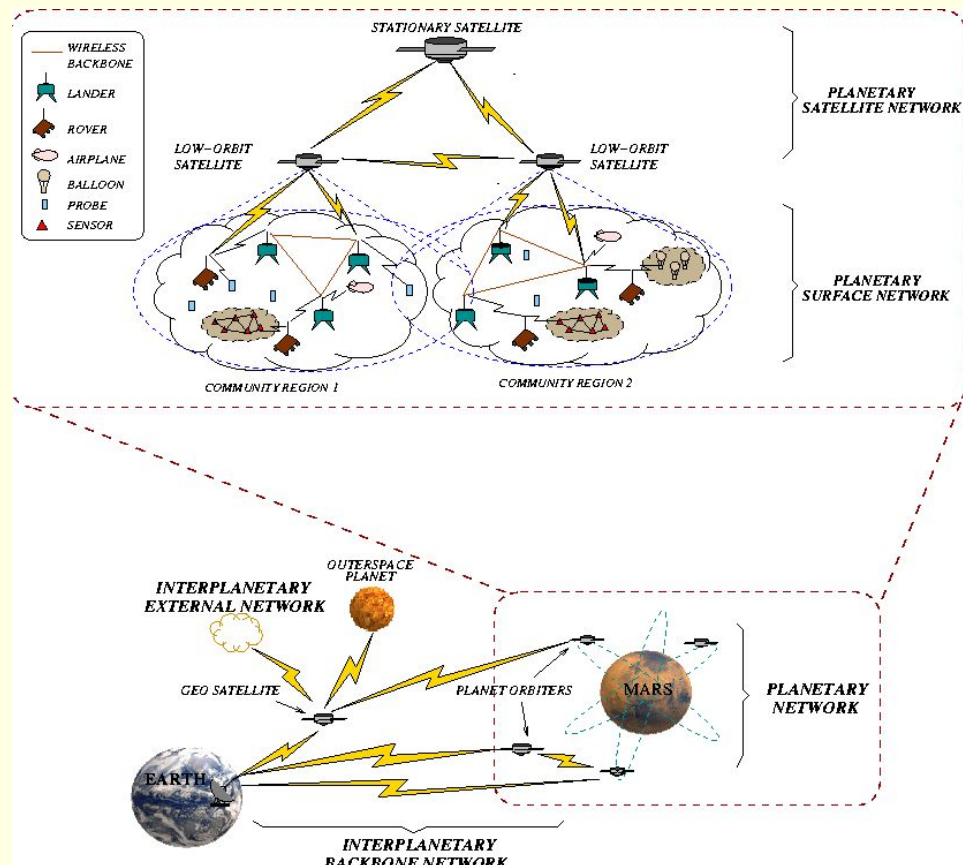 STATIONARY SATELLITE
WIRELESS
BACKBONE
LANDER
ROVER
AIRPLANE
BALLOON
PROBE
SENSOR
LOW-ORBIT
SATELLITE
LOW-ORBIT
SATELLITE
PLANETARY
SATELLITE NETWORK
PLANETARY
SURFACE NETWORK
COMMUNITY REGION 1
COMMUNITY REGION 2
OUTERSPACE
PLANET
INTERPLANETARY
EXTERNAL NETWORK
GEO SATELLITE
PLANET ORBITERS
MARS
PLANETARY
NETWORK
EARTH
INTERPLANETARY
BACKBONE NETWORK